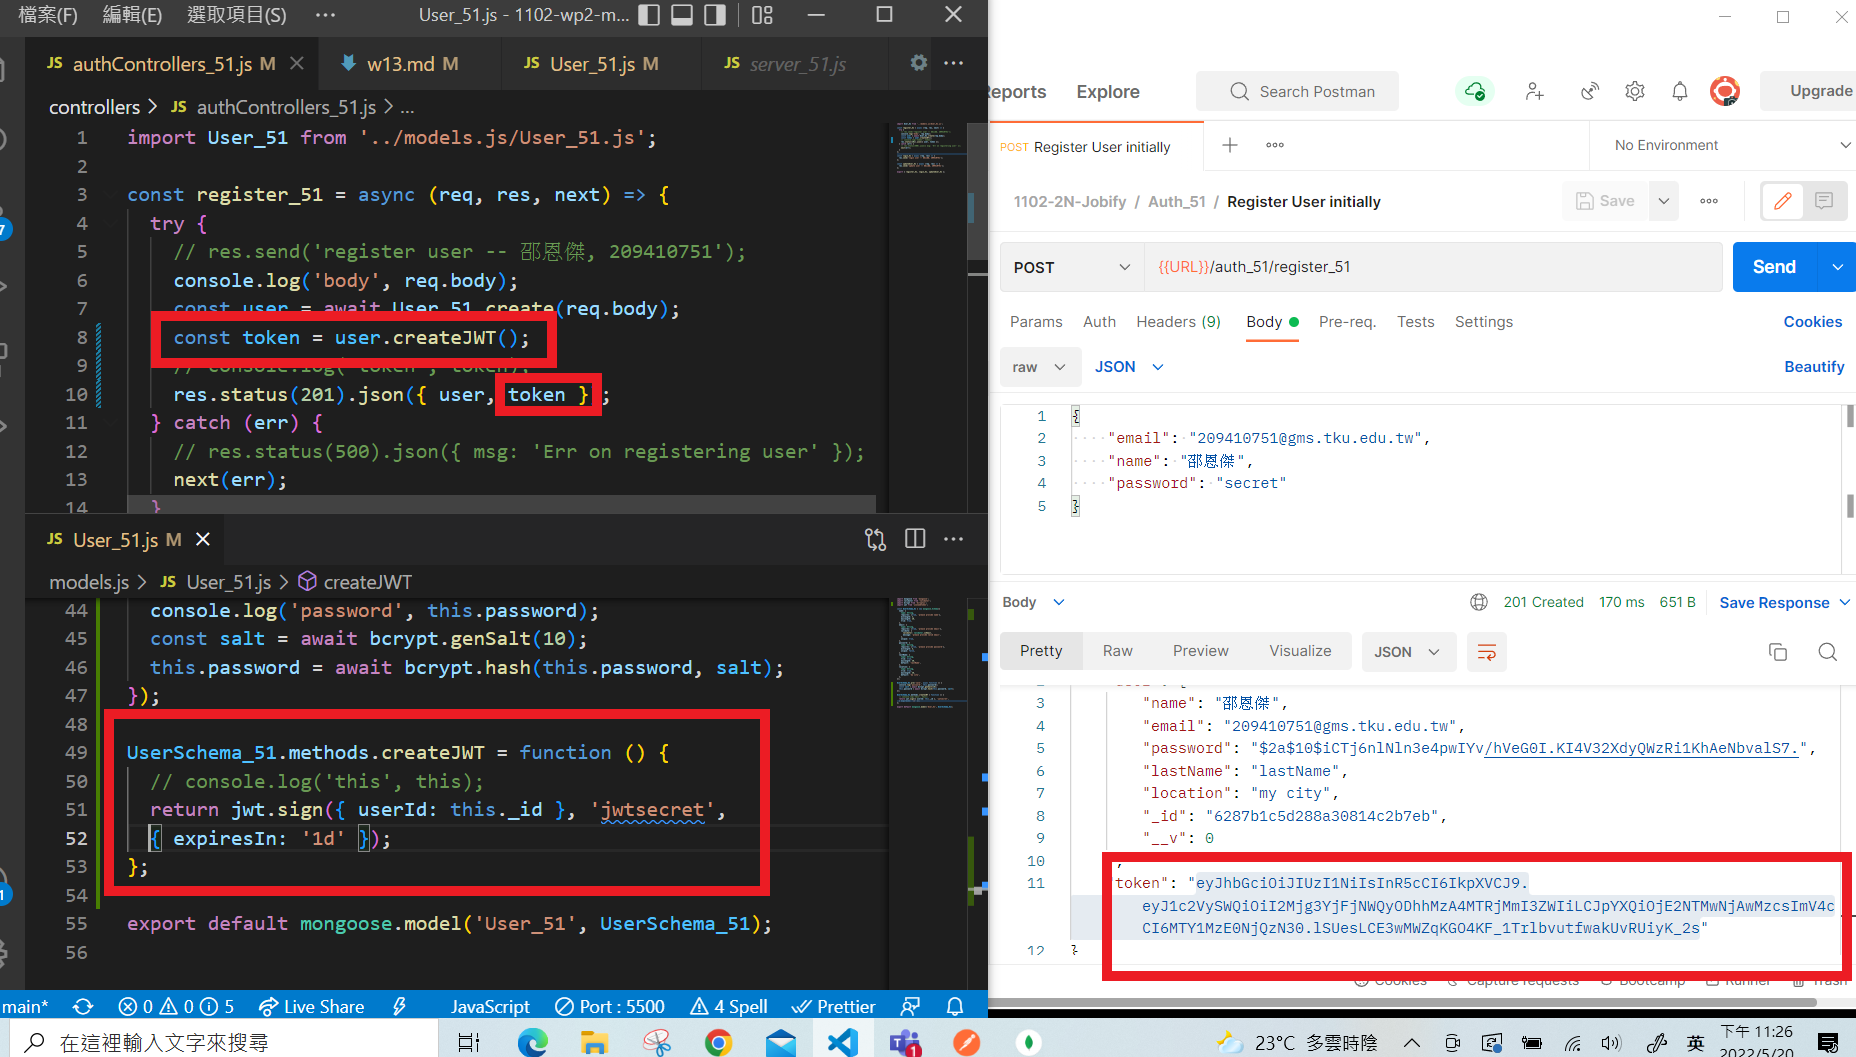 檔案(F) 編輯(E) 選取項目(S) ··· User_51.js - 1102-wp2-m...
JS authControllers_51.js M
w13.md M
JS User_51.js M
JS server_51.js
controllers > JS authControllers_51.js > ...
1 import User_51 from '../models.js/User_51.js';
2
3 const register_51 = async (req, res, next) => {
4 try {
5 // res.send('register user -- 邵恩傑, 209410751');
6 console.log('body', req.body);
7 const user = await User_51.create(req.body);
8 const token = user.createJWT();
9 // console.log('token', token);
10 res.status(201).json({ user, token });
11 } catch (err) {
12 // res.status(500).json({ msg: 'Err on registering user' });
13 next(err);
14 }
JS User_51.js M
models.js > JS User_51.js > createJWT
44 console.log('password', this.password);
45 const salt = await bcrypt.genSalt(10);
46 this.password = await bcrypt.hash(this.password, salt);
47 });
48
49 UserSchema_51.methods.createJWT = function () {
50 // console.log('this', this);
51 return jwt.sign({ userId: this._id }, 'jwtsecret',
52 { expiresIn: '1d' });
53 };
54
55 export default mongoose.model('User_51', UserSchema_51);
56
main* 0 0 5 Live Share JavaScript Port : 5500 4 Spell Prettier
Reports Explore Search Postman Upgrade
POST Register User initially
No Environment
1102-2N-Jobify / Auth_51 / Register User initially
Save
POST {{URL}}/auth_51/register_51 Send
Params Auth Headers (9) Body Pre-req. Tests Settings Cookies
raw JSON Beautify
1 {
2 "email": "209410751@gms.tku.edu.tw",
3 "name": "邵恩傑",
4 "password": "secret"
5 }
Body 201 Created 170 ms 651 B Save Response
Pretty Raw Preview Visualize JSON
3 "name": "邵恩傑",
4 "email": "209410751@gms.tku.edu.tw",
5 "password": "$2a$10$iCTj6nlNln3e4pwIYv/hVeG0I.KI4V32XdyQWzRi1KhAeNbvalS7.",
6 "lastName": "lastName",
7 "location": "my city",
8 "_id": "6287b1c5d288a30814c2b7eb",
9 "__v": 0
10
11 "token": "eyJhbGciOiJIUzI1NiIsInR5cCI6IkpXVCJ9.
eyJ1c2VySWQiOiI2Mjg3YjFjNWQyODhhMzA4MTRjMmI3ZWIiLCJpYXQiOjE2NTMwNjAwMzcsImV4c
CI6MTY1MzE0NjQzN30.lSUesLCE3wMWZqKGO4KF_1TrlbvutfwakUvRUiyK_2s"
12 }
Cookies Capture requests Bootcamp Runner Trash
在這裡輸入文字來搜尋
1
23°C 多雲時陰
英
下午 11:26
2022/5/20